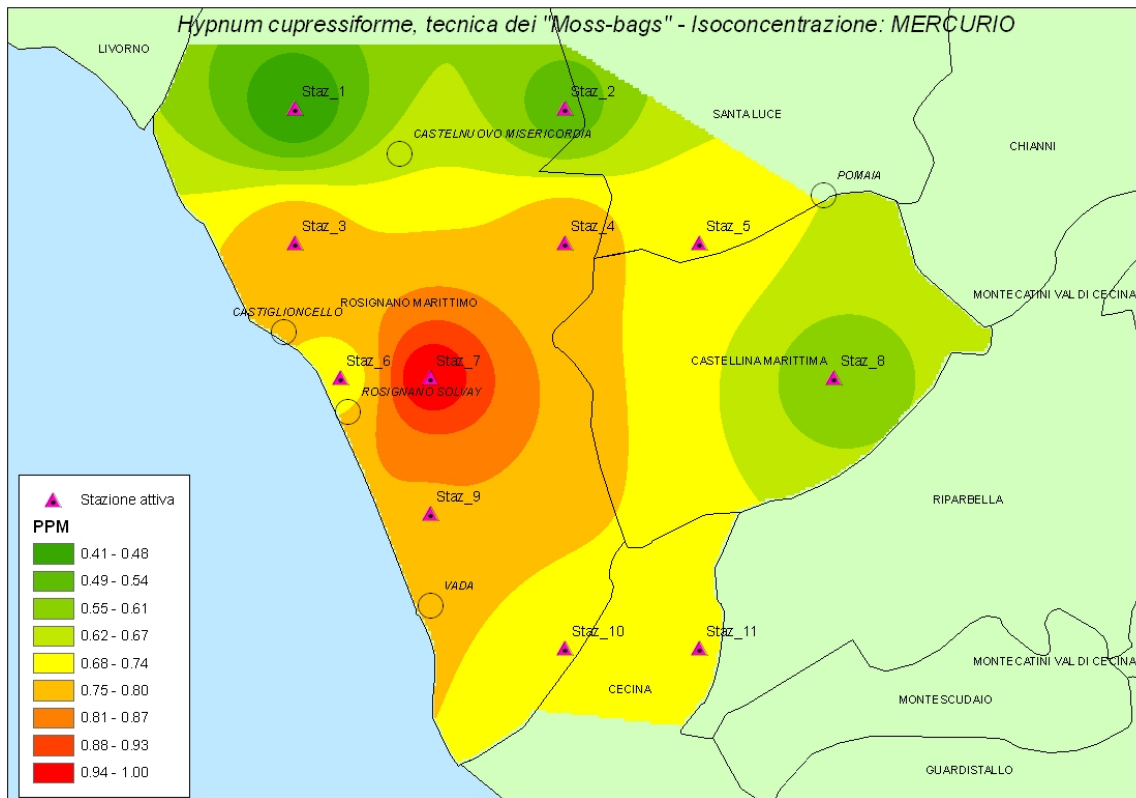 Hypnum cupressiforme, tecnica dei "Moss-bags" - Isoconcentrazione: MERCURIO
LIVORNO
Staz_1
Staz_2
SANTA LUCE
CASTELNUOVO MISERICORDIA
CHIANNI
POMAIA
Staz_3
Staz_4
Staz_5
MONTECATINI VAL DI CECINA
ROSIGNANO MARITTIMO
CASTIGLIONCELLO
Staz_6
Staz_7
CASTELLINA MARITTIMA
Staz_8
ROSIGNANO SOLVAY
Staz_9
RIPARBELLA
VADA
Staz_10
Staz_11
MONTECATINI VAL DI CECINA
CECINA
MONTESCUDAIO
GUARDISTALLO
Stazione attiva
PPM
0.41 - 0.48
0.49 - 0.54
0.55 - 0.61
0.62 - 0.67
0.68 - 0.74
0.75 - 0.80
0.81 - 0.87
0.88 - 0.93
0.94 - 1.00